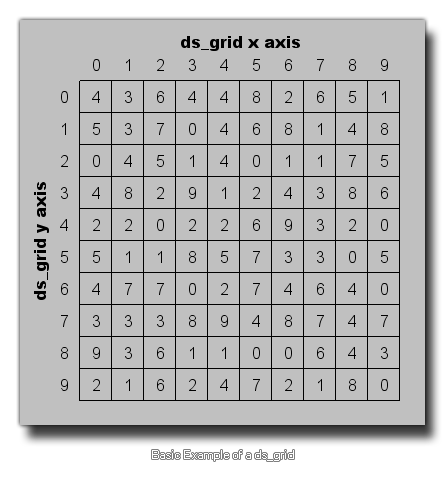 ds_grid x axis
0 1 2 3 4 5 6 7 8 9
ds_grid y axis
0 4 3 6 4 4 8 2 6 5 1
1 5 3 7 0 4 6 8 1 4 8
2 0 4 5 1 4 0 1 1 7 5
3 4 8 2 9 1 2 4 3 8 6
4 2 2 0 2 2 6 9 3 2 0
5 5 1 1 8 5 7 3 3 0 5
6 4 7 7 0 2 7 4 6 4 0
7 3 3 3 8 9 4 8 7 4 7
8 9 3 6 1 1 0 0 6 4 3
9 2 1 6 2 4 7 2 1 8 0
Basic Example of a ds_grid